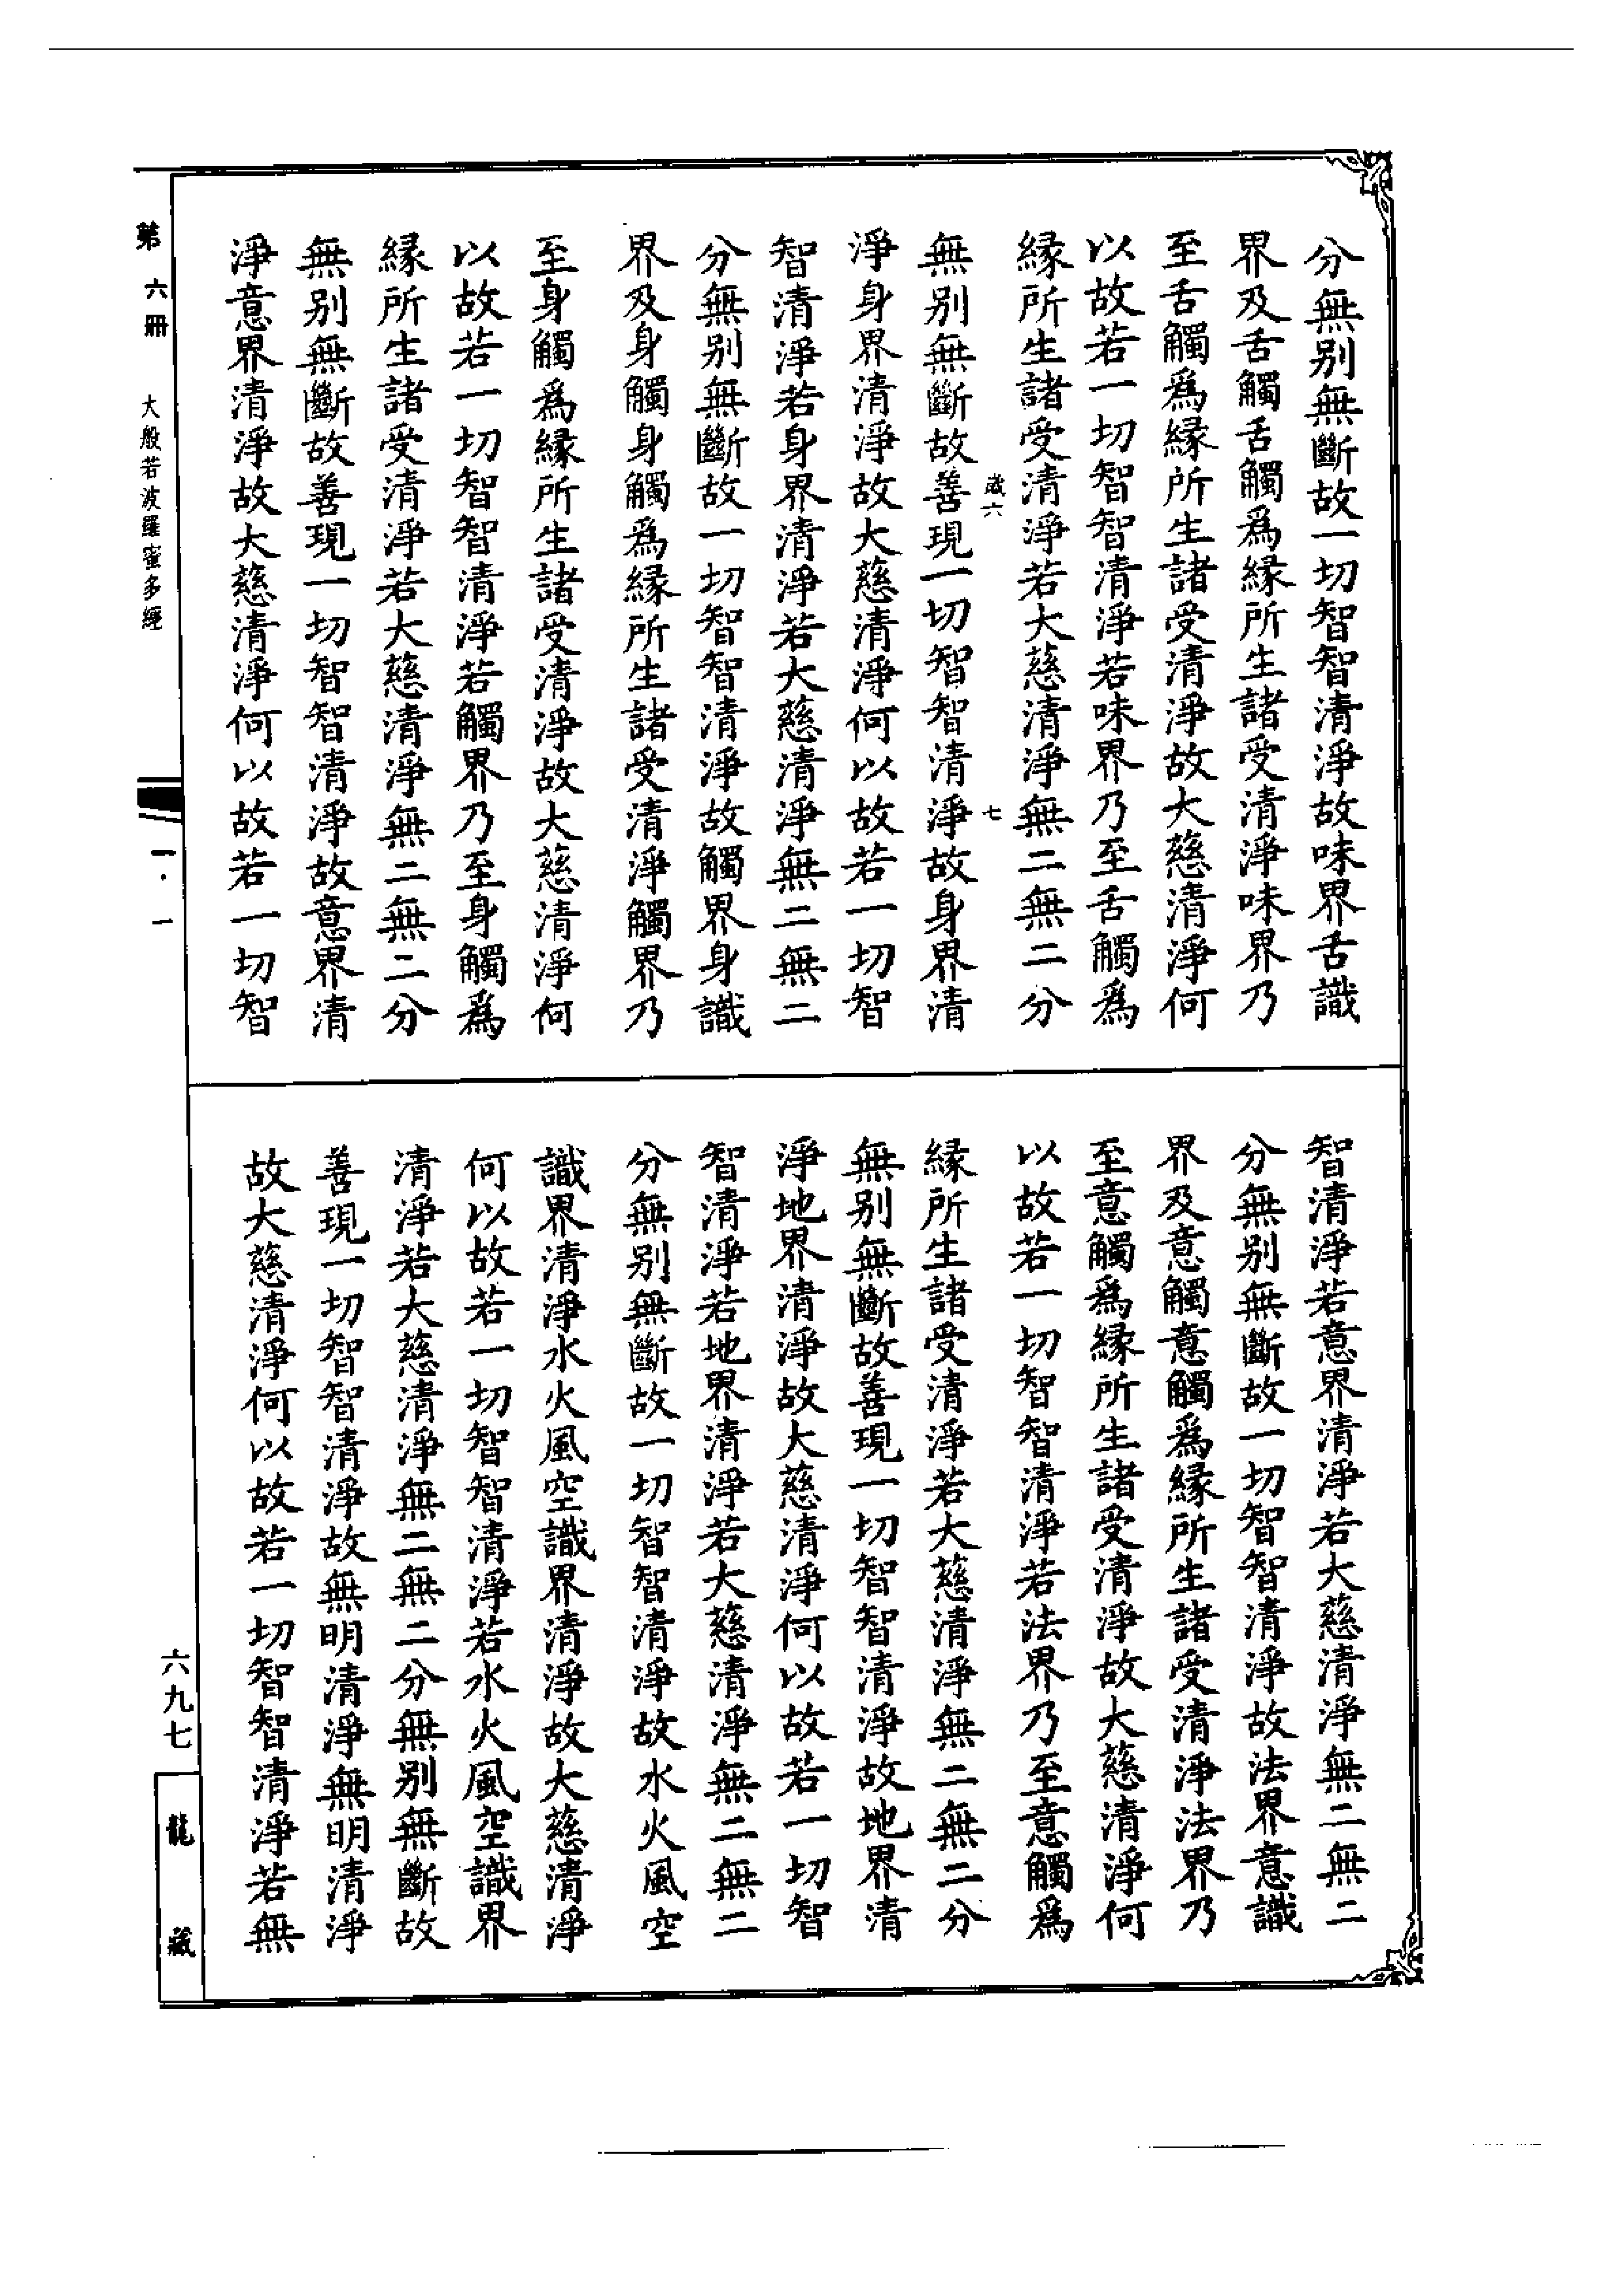 分無别無斷故一切智智清淨故味界舌識
界及舌觸舌觸爲縁所生諸受清淨味界乃
至舌觸爲縁所生諸受清淨故大慈清淨何
以故若一切智智清淨若味界乃至舌觸爲
縁所生諸受清淨若大慈清淨無二無二分
六 七
無别無斷故善現一切智智清淨故身界清
淨身界清淨故大慈清淨何以故若一切智
智清淨若身界清淨若大慈清淨無二無二
分無别無斷故一切智智清淨故觸界身識
界及身觸身觸爲縁所生諸受清淨觸界乃
至身觸爲縁所生諸受清淨故大慈清淨何
以故若一切智智清淨若觸界乃至身觸爲
縁所生諸受清淨若大慈清淨無二無二分
無别無斷故善現一切智智清淨故意界清
淨意界清淨故大慈清淨何以故若一切智
智清淨若意界清淨若大慈清淨無二無二
分無别無斷故一切智智清淨故法界意識
界及意觸意觸爲縁所生諸受清淨法界乃
至意觸爲縁所生諸受清淨故大慈清淨何
以故若一切智智清淨若法界乃至意觸爲
縁所生諸受清淨若大慈清淨無二無二分
無别無斷故善現一切智智清淨故地界清
淨地界清淨故大慈清淨何以故若一切智
智清淨若地界清淨若大慈清淨無二無二
分無别無斷故一切智智清淨故水火風空
識界清淨水火風空識界清淨故大慈清淨
何以故若一切智智清淨若水火風空識界
清淨若大慈清淨無二無二分無别無斷故
善現一切智智清淨故無明清淨無明清淨
故大慈清淨何以故若一切智智清淨若無
第六冊 大般若波羅蜜多經 一·一 六九七 龍藏